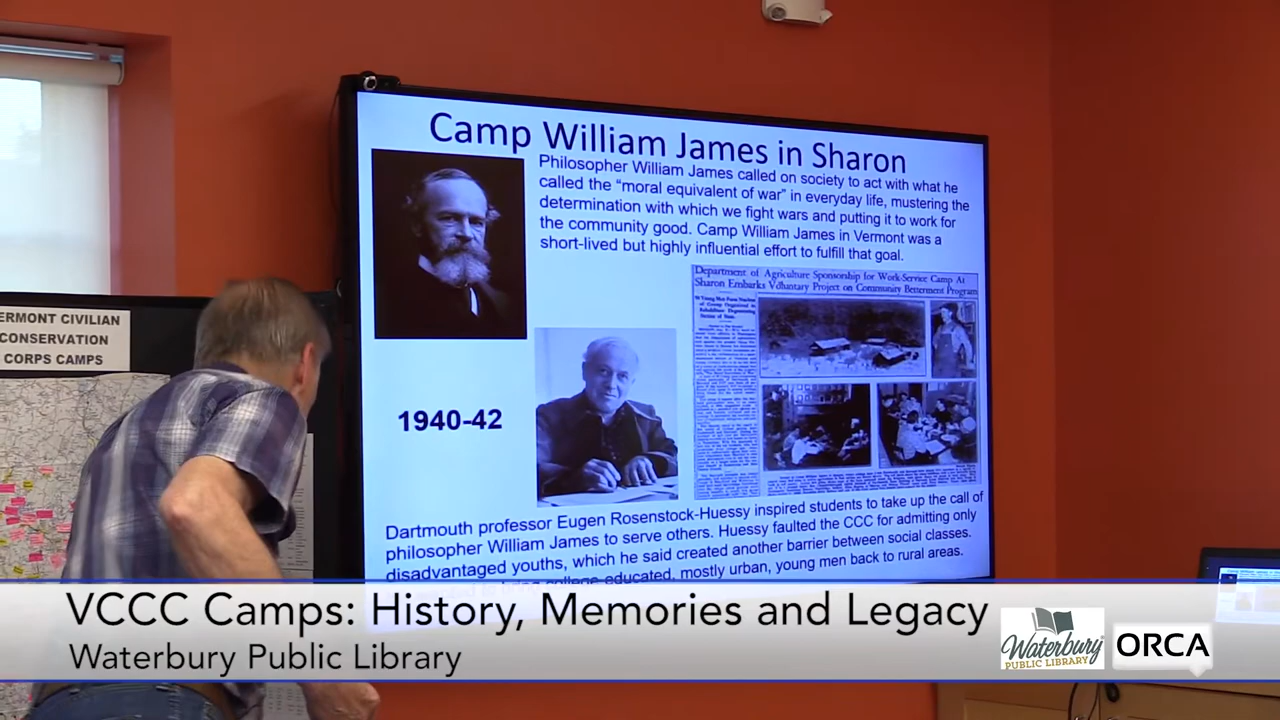 Camp William James in Sharon
Philosopher William James called on society to act with what he
called the “moral equivalent of war” in everyday life, mustering the
determination with which we fight wars and putting it to work for
the community good. Camp William James in Vermont was a
short-lived but highly influential effort to fulfill that goal.
Department of Agriculture Sponsorship for Work-Service Camp At
Sharon Embarks Voluntary Project on Community Betterment Program
ERMONT CIVILIAN
CONSERVATION
CORPS CAMPS
1940-42
Dartmouth professor Eugen Rosenstock-Huessy inspired students to take up the call of
philosopher William James to serve others. Huessy faulted the CCC for admitting only
disadvantaged youths, which he said created another barrier between social classes.
college-educated, mostly urban, young men back to rural areas.
VCCC Camps: History, Memories and Legacy
Waterbury Public Library
Waterbury
PUBLIC LIBRARY
ORCA